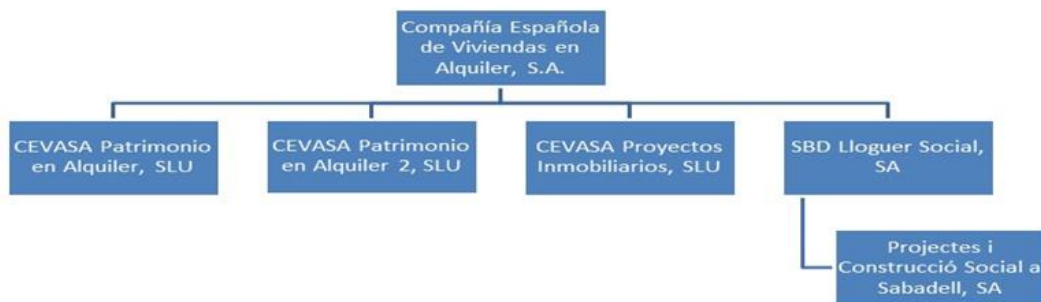 Compañía Española
de Viviendas en
Alquiler, S.A.
CEVASA Patrimonio
en Alquiler, SLU
CEVASA Patrimonio
en Alquiler 2, SLU
CEVASA Proyectos
Inmobiliarios, SLU
SBD Lloguer Social,
SA
Projectes i
Construcció Social a
Sabadell, SA